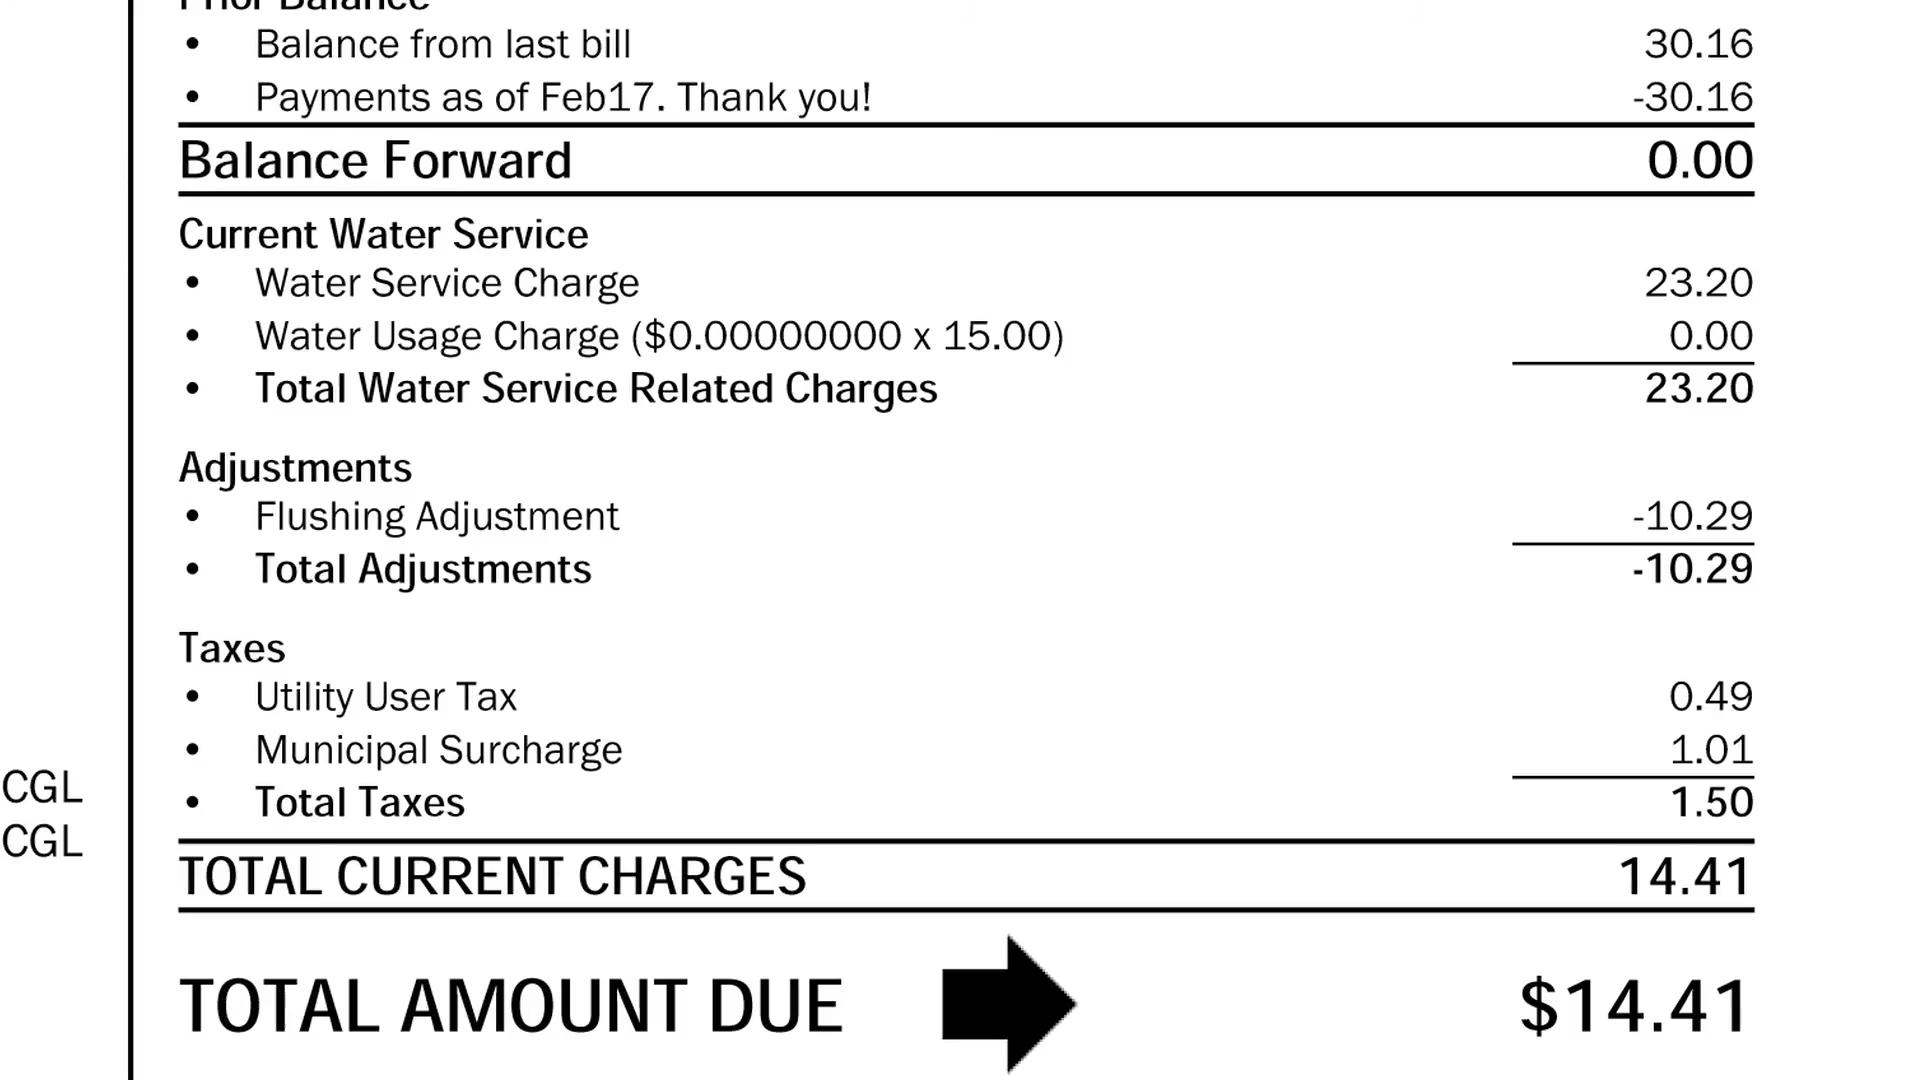 Prior Balance
• Balance from last bill 30.16
• Payments as of Feb17. Thank you! -30.16
Balance Forward 0.00
Current Water Service
• Water Service Charge 23.20
• Water Usage Charge ($0.00000000 x 15.00) 0.00
• Total Water Service Related Charges 23.20
Adjustments
• Flushing Adjustment -10.29
• Total Adjustments -10.29
Taxes
• Utility User Tax 0.49
• Municipal Surcharge 1.01
• Total Taxes 1.50
CGL
CGL
TOTAL CURRENT CHARGES 14.41
TOTAL AMOUNT DUE $14.41